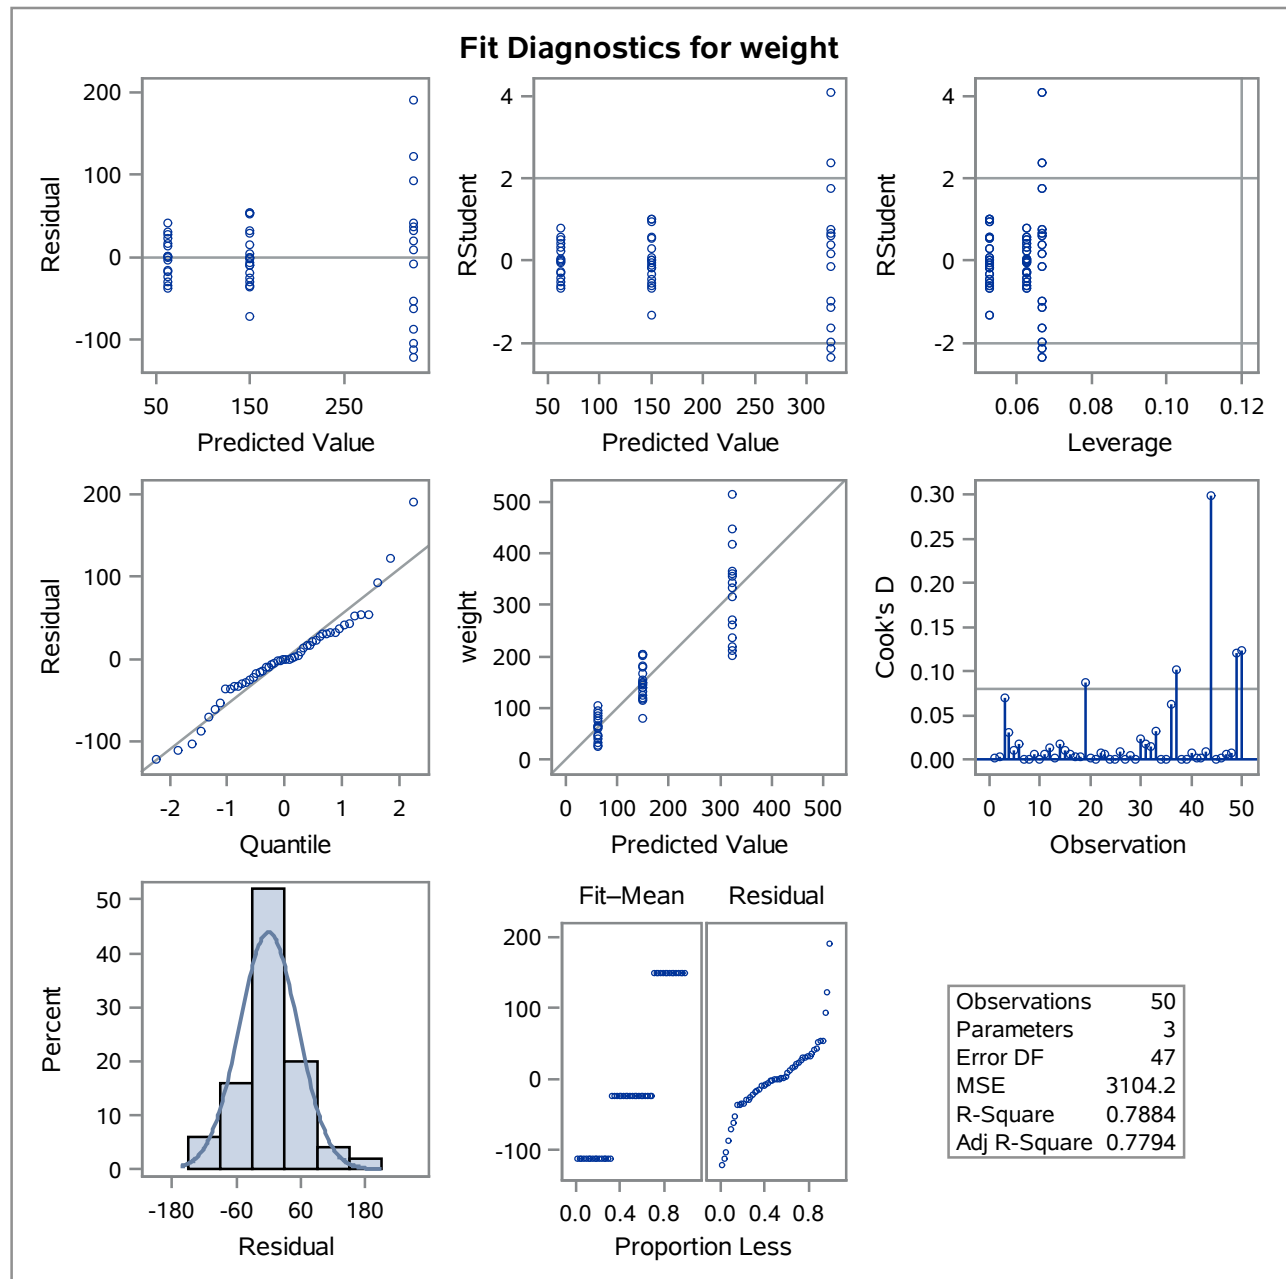 Fit Diagnostics for weight
200
100
0
-100
Residual
50 150 250
Predicted Value
4
2
0
-2
RStudent
50 100 150 200 250 300
Predicted Value
4
2
0
-2
RStudent
0.06 0.08 0.10 0.12
Leverage
200
100
0
-100
Residual
-2 -1 0 1 2
Quantile
500
400
300
200
100
0
weight
0 100 200 300 400 500
Predicted Value
0.30
0.25
0.20
0.15
0.10
0.05
0.00
Cook's D
0 10 20 30 40 50
Observation
50
40
30
20
10
0
Percent
-180 -60 60 180
Residual
Fit–Mean Residual
200
100
0
-100
0.0 0.4 0.8 0.0 0.4 0.8
Proportion Less
Observations 50
Parameters 3
Error DF 47
MSE 3104.2
R-Square 0.7884
Adj R-Square 0.7794